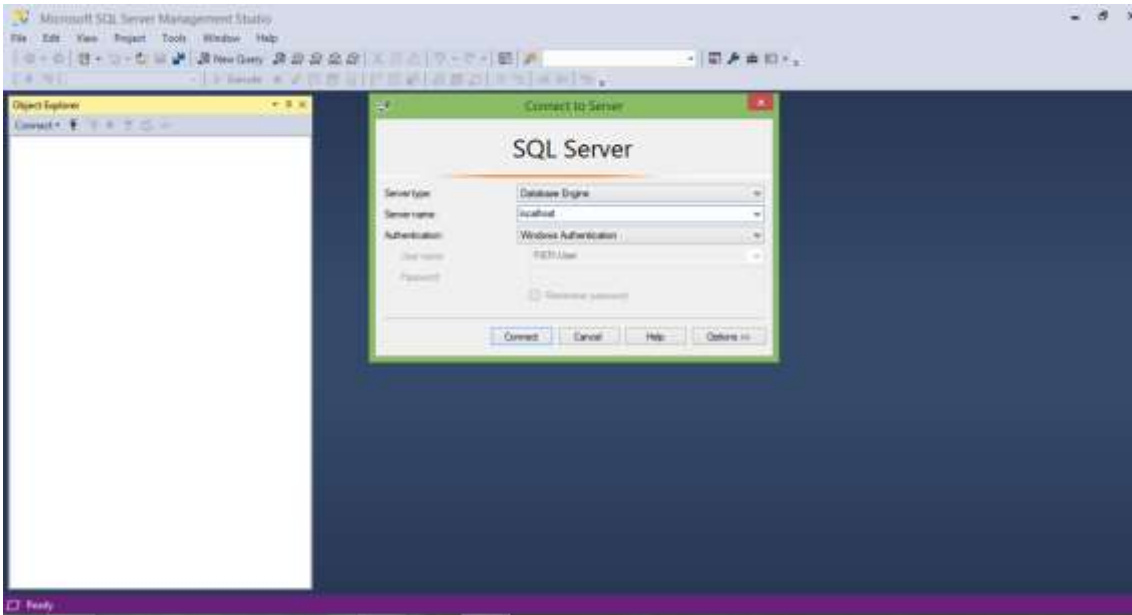 Microsoft SQL Server Management Studio
File Edit View Project Tools Window Help
New Query
Execute
Object Explorer
Connect
Connect to Server
SQL Server
Server type:
Database Engine
Server name:
localhost
Authentication:
Windows Authentication
User name:
Password:
Remember password
Connect Cancel Help Options >>
Ready